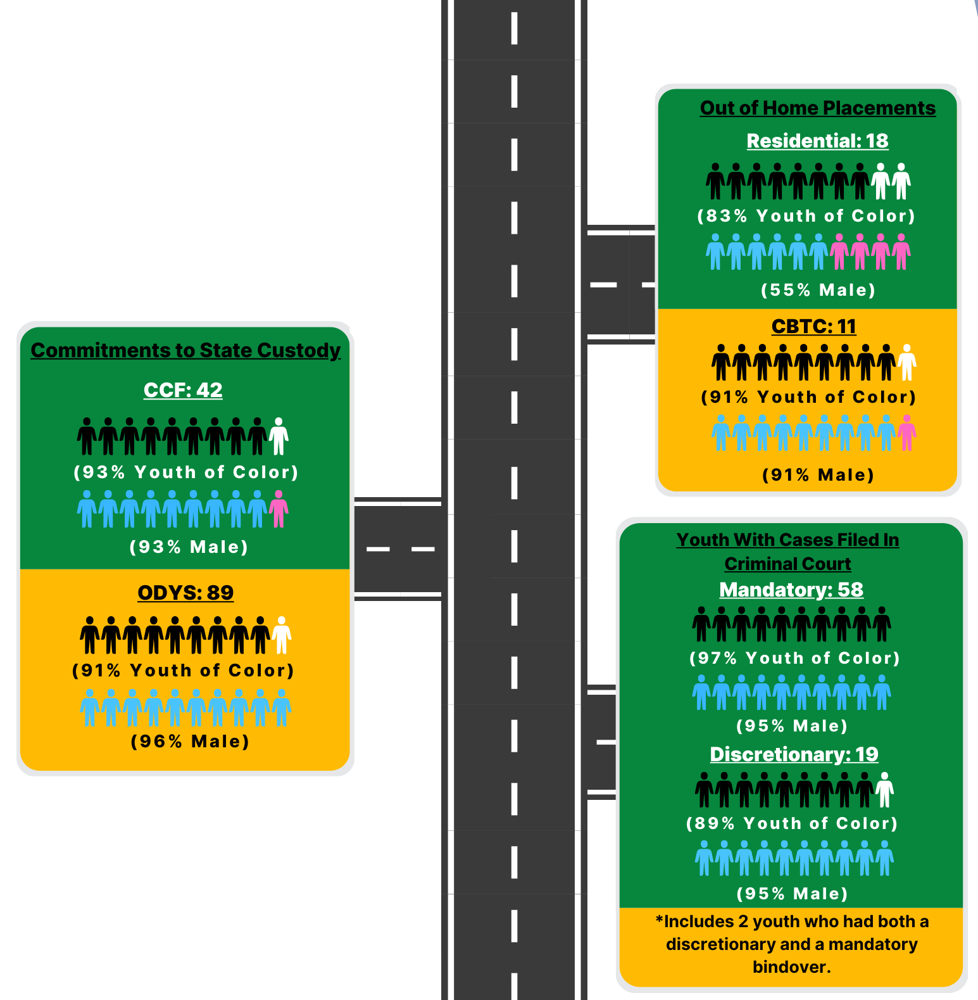 Out of Home Placements
Residential: 18
(83% Youth of Color)
(55% Male)
CBTC: 11
(91% Youth of Color)
(91% Male)
Commitments to State Custody
CCF: 42
(93% Youth of Color)
(93% Male)
ODYS: 89
(91% Youth of Color)
(96% Male)
Youth With Cases Filed In
Criminal Court
Mandatory: 58
(97% Youth of Color)
(95% Male)
Discretionary: 19
(89% Youth of Color)
(95% Male)
*Includes 2 youth who had both a
discretionary and a mandatory
bindover.